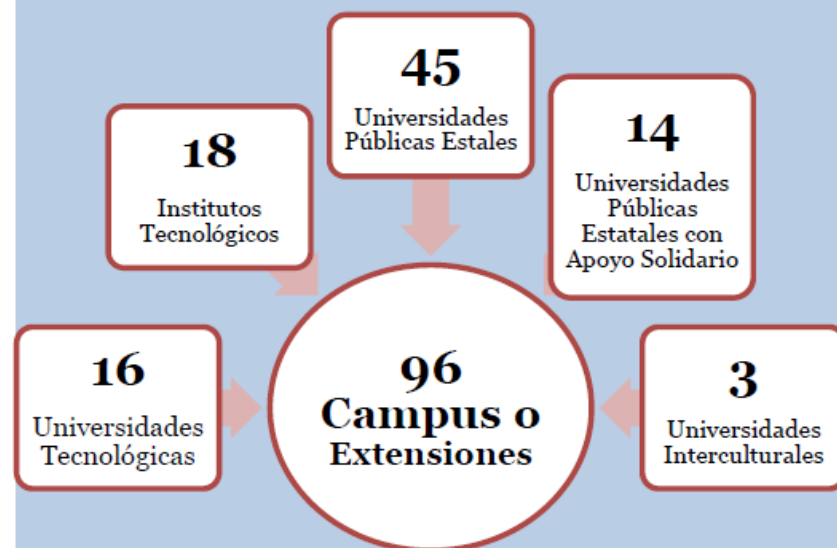 45
Universidades
Públicas Estales
18
Institutos
Tecnológicos
14
Universidades
Públicas
Estatales con
Apoyo Solidario
16
Universidades
Tecnológicas
96
Campus o
Extensiones
3
Universidades
Interculturales